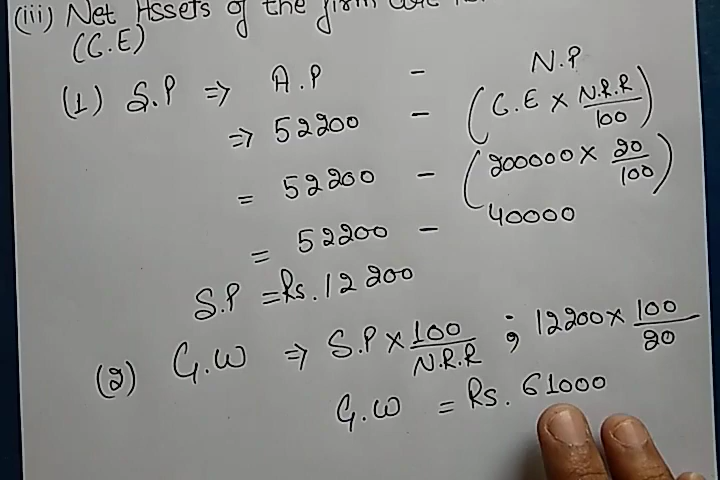 (iii) Net Assets of the firm
(C.E)
(1) S.P ⇒ A.P - N.P
⇒ 52200 - (C.E × N.R.R/100)
= 52200 - (200000 × 20/100)
= 52200 - 40000
S.P = Rs. 12200
(2) G.W ⇒ S.P × 100/N.R.R ; 12200 × 100/20
G.W = Rs. 61000